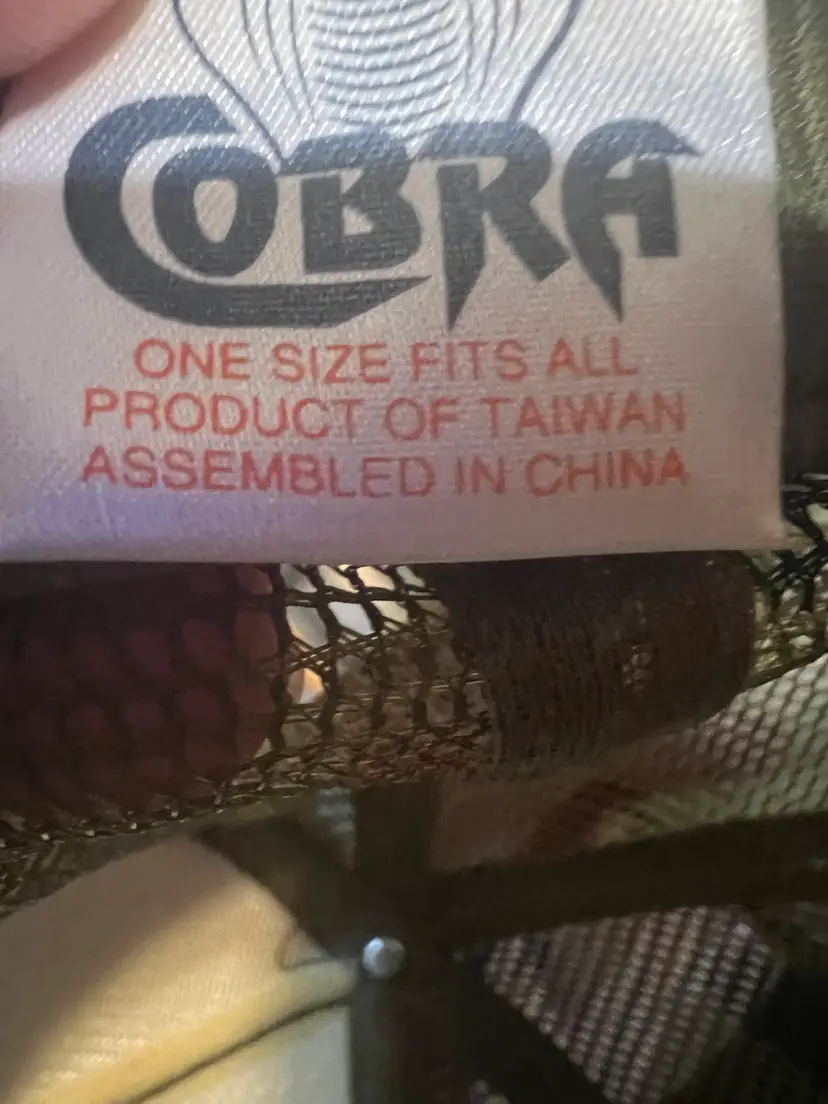 COBRA
ONE SIZE FITS ALL
PRODUCT OF TAIWAN
ASSEMBLED IN CHINA